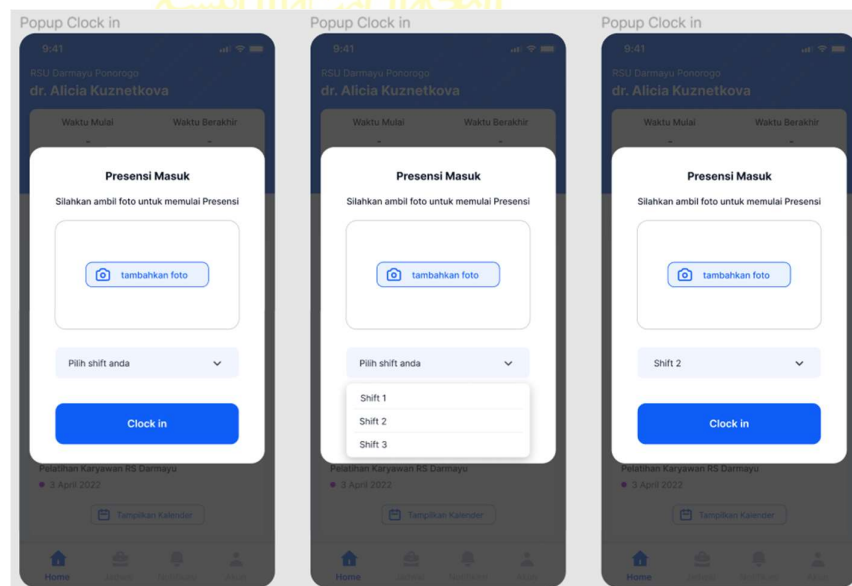 Popup Clock in
9:41
RSU Darmayu Ponorogo
dr. Alicia Kuznetkova
Waktu Mulai Waktu Berakhir
- -
Presensi Masuk
Silahkan ambil foto untuk memulai Presensi
tambahkan foto
Pilih shift anda
Clock in
Pelatihan Karyawan RS Darmayu
3 April 2022
Tampilkan Kalender
Home
Popup Clock in
9:41
RSU Darmayu Ponorogo
dr. Alicia Kuznetkova
Waktu Mulai Waktu Berakhir
- -
Presensi Masuk
Silahkan ambil foto untuk memulai Presensi
tambahkan foto
Pilih shift anda
Shift 1
Shift 2
Shift 3
Pelatihan Karyawan RS Darmayu
3 April 2022
Tampilkan Kalender
Home
Popup Clock in
9:41
RSU Darmayu Ponorogo
dr. Alicia Kuznetkova
Waktu Mulai Waktu Berakhir
- -
Presensi Masuk
Silahkan ambil foto untuk memulai Presensi
tambahkan foto
Shift 2
Clock in
Pelatihan Karyawan RS Darmayu
3 April 2022
Tampilkan Kalender
Home